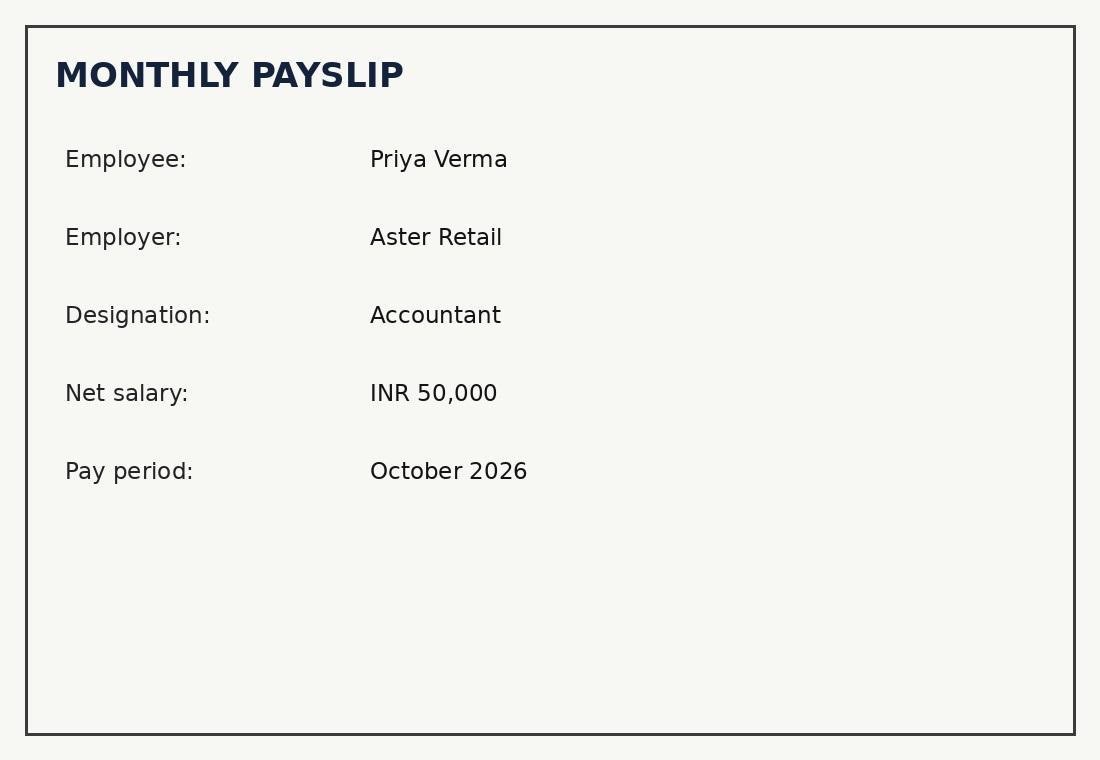 MONTHLY PAYSLIP
Employee: Priya Verma
Employer: Aster Retail
Designation: Accountant
Net salary: INR 50,000
Pay period: October 2026